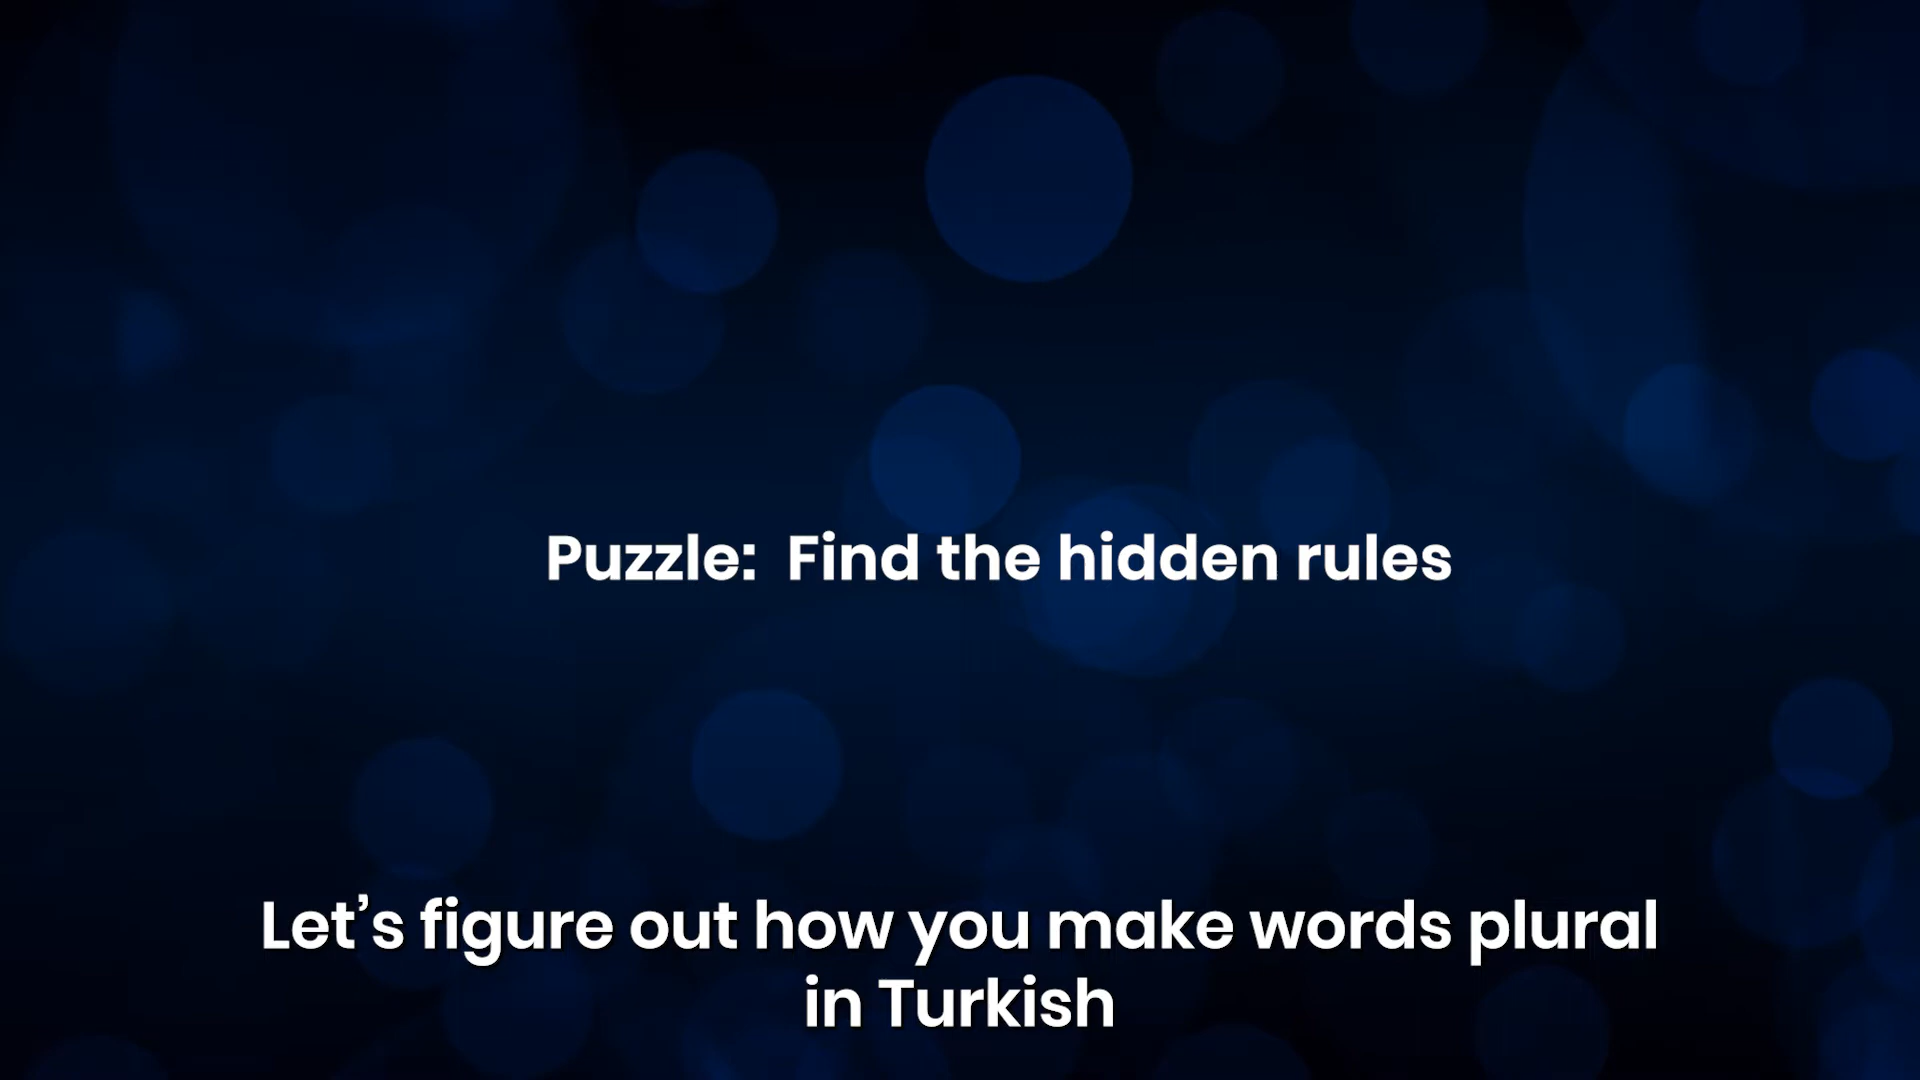 Puzzle:  Find the hidden rules
Let’s figure out how you make words plural
in Turkish